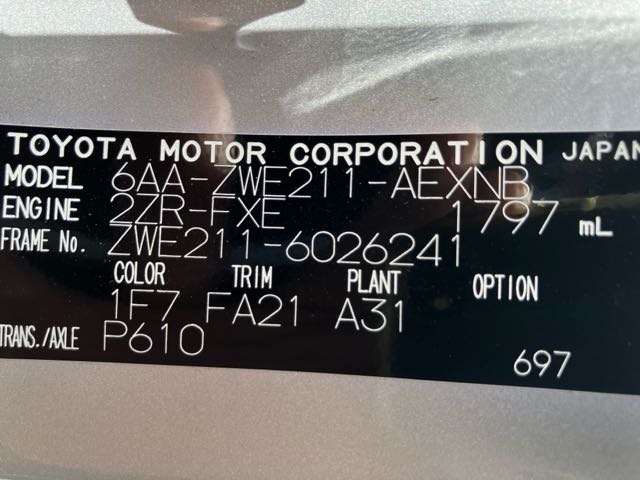 TOYOTA MOTOR CORPORATION JAPAN
MODEL 6AA-ZWE211-AEXNB
ENGINE 2ZR-FXE 1797 mL
FRAME No. ZWE211-6026241
COLOR TRIM PLANT OPTION
1F7 FA21 A31
TRANS./AXLE P610
697